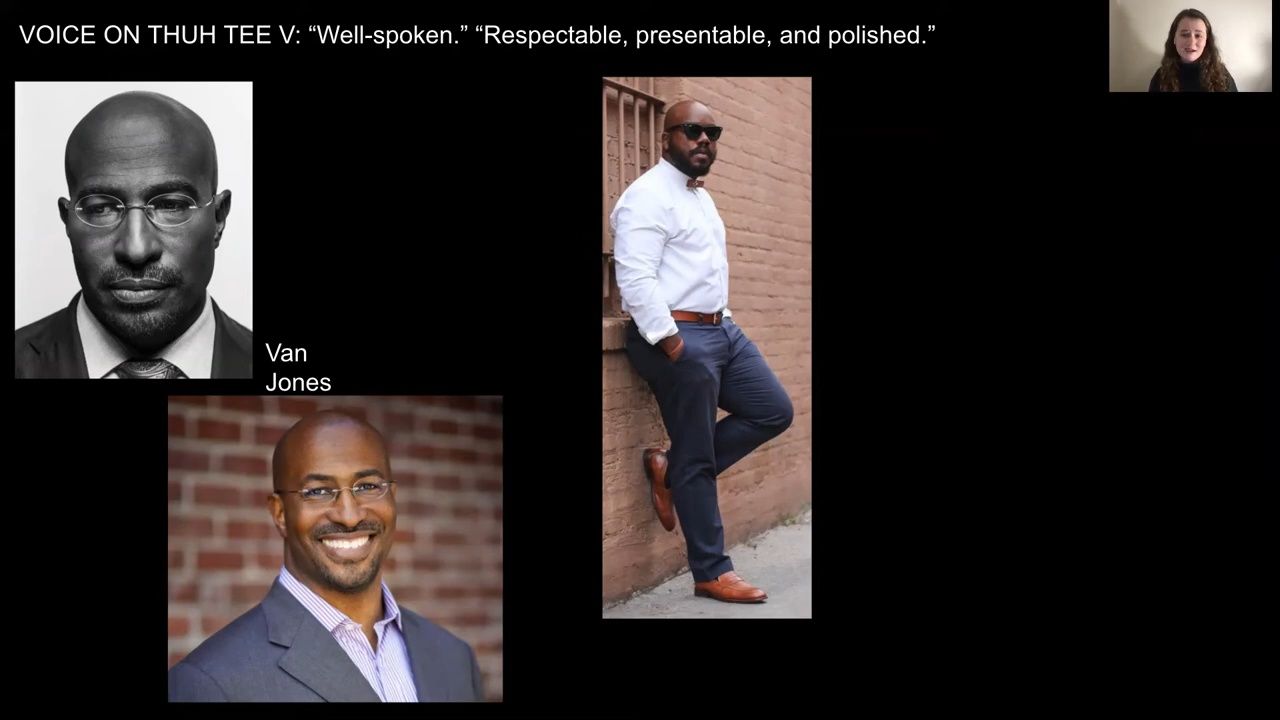 VOICE ON THUH TEE V: “Well-spoken.” “Respectable, presentable, and polished.”
Van
Jones